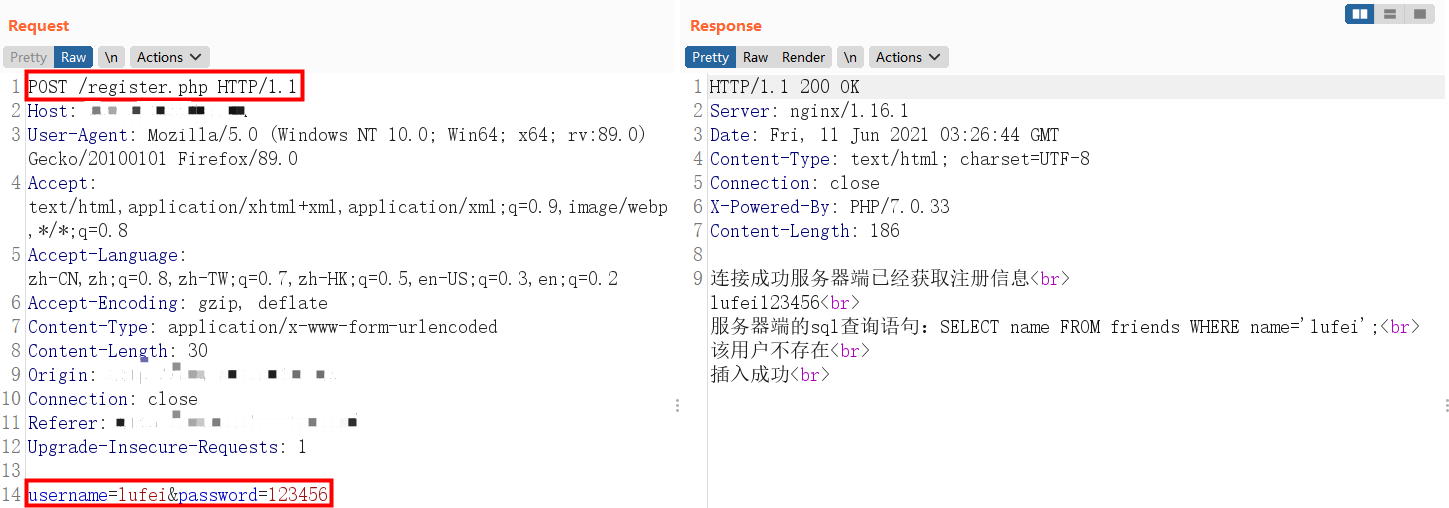 Request
Pretty Raw \n Actions
1 POST /register.php HTTP/1.1
2 Host:
3 User-Agent: Mozilla/5.0 (Windows NT 10.0; Win64; x64; rv:89.0)
Gecko/20100101 Firefox/89.0
4 Accept:
text/html,application/xhtml+xml,application/xml;q=0.9,image/webp
,*/*;q=0.8
5 Accept-Language:
zh-CN,zh;q=0.8,zh-TW;q=0.7,zh-HK;q=0.5,en-US;q=0.3,en;q=0.2
6 Accept-Encoding: gzip, deflate
7 Content-Type: application/x-www-form-urlencoded
8 Content-Length: 30
9 Origin:
10 Connection: close
11 Referer:
12 Upgrade-Insecure-Requests: 1
13
14 username=lufei&password=123456
Response
Pretty Raw Render \n Actions
1 HTTP/1.1 200 OK
2 Server: nginx/1.16.1
3 Date: Fri, 11 Jun 2021 03:26:44 GMT
4 Content-Type: text/html; charset=UTF-8
5 Connection: close
6 X-Powered-By: PHP/7.0.33
7 Content-Length: 186
8
9 连接成功服务器端已经获取注册信息<br>
lufei123456<br>
服务器端的sql查询语句：SELECT name FROM friends WHERE name='lufei';<br>
该用户不存在<br>
插入成功<br>